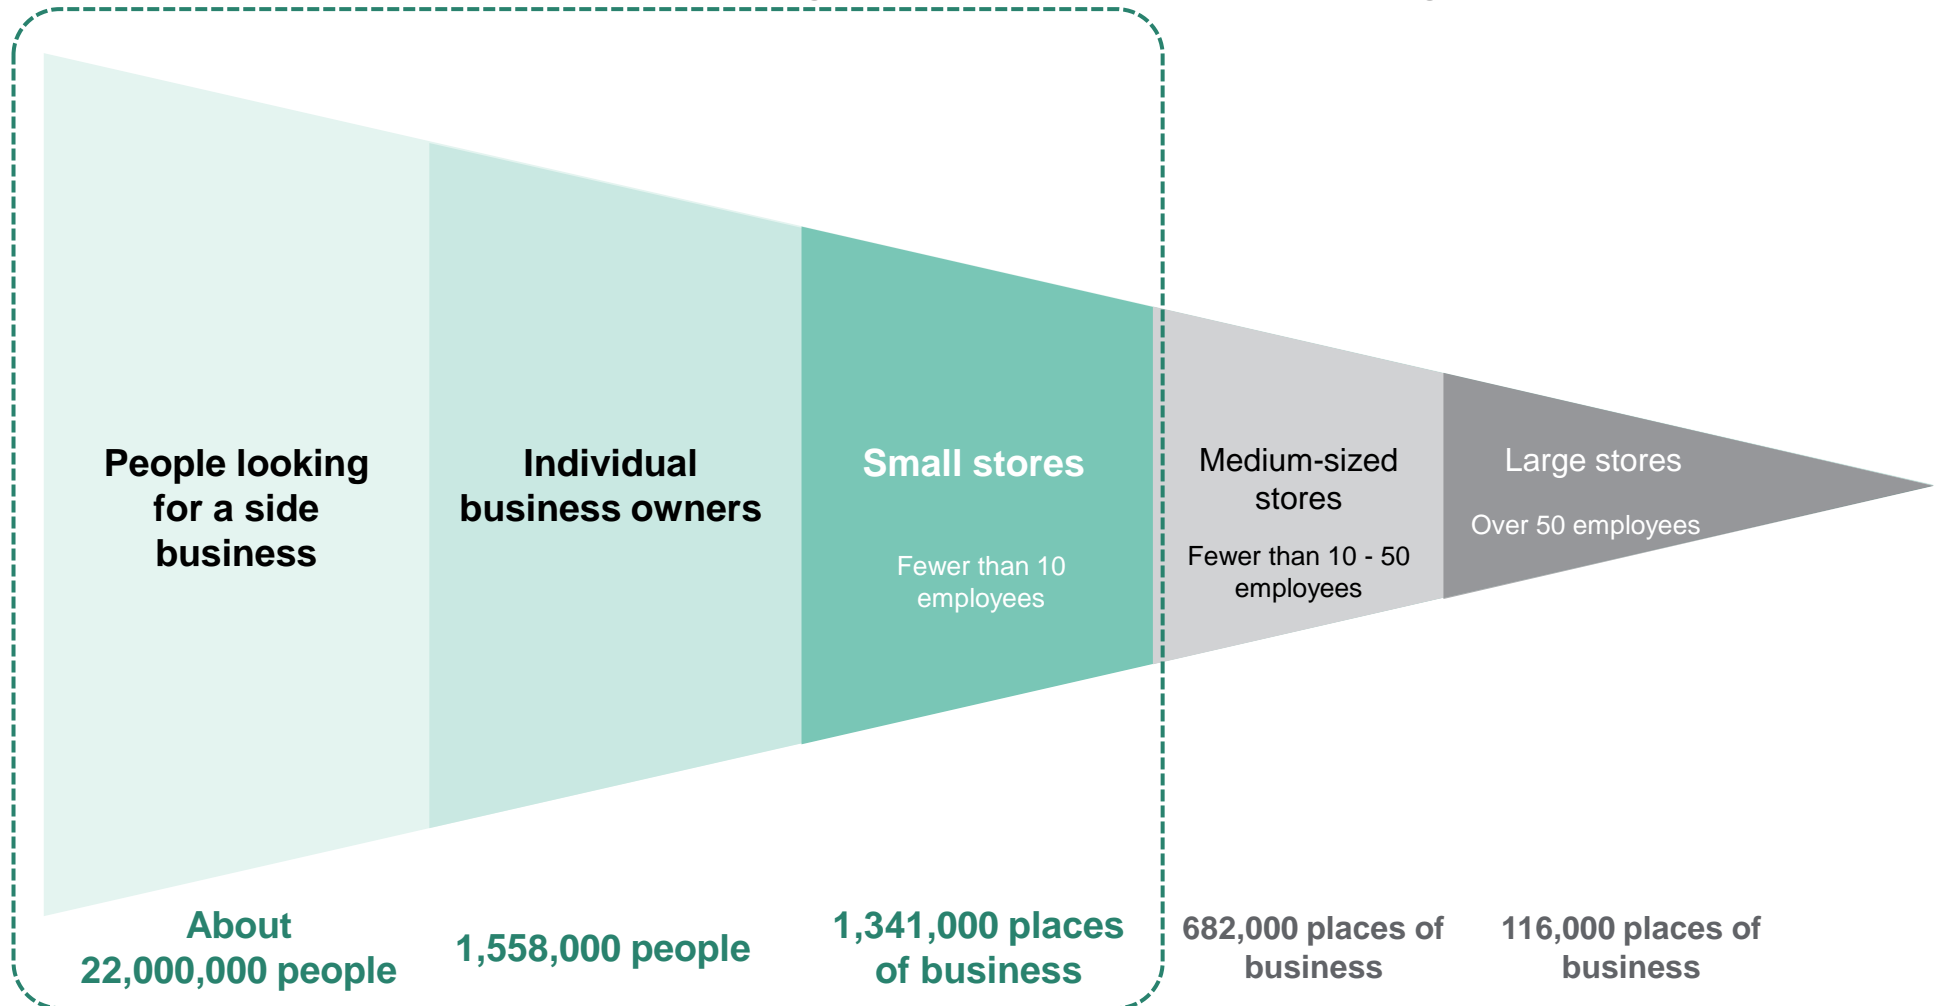 People looking
for a side
business
Individual
business owners
Small stores
Fewer than 10
employees
Medium-sized
stores
Fewer than 10 - 50
employees
Large stores
Over 50 employees
About
22,000,000 people
1,558,000 people
1,341,000 places
of business
682,000 places of
business
116,000 places of
business